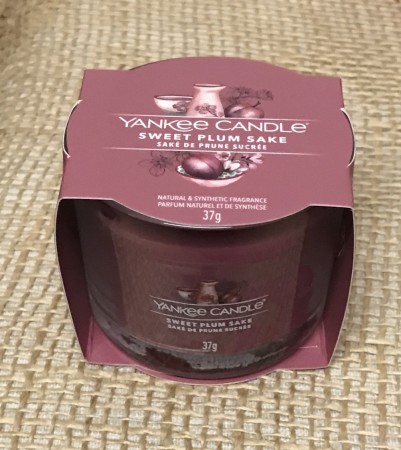 YANKEE CANDLE®
SWEET PLUM SAKE
SAKÉ DE PRUNE SUCRÉE
NATURAL & SYNTHETIC FRAGRANCE
PARFUM NATUREL ET DE SYNTHÈSE
37g
YANKEE CANDLE®
SWEET PLUM SAKE
SAKÉ DE PRUNE SUCRÉE
37g